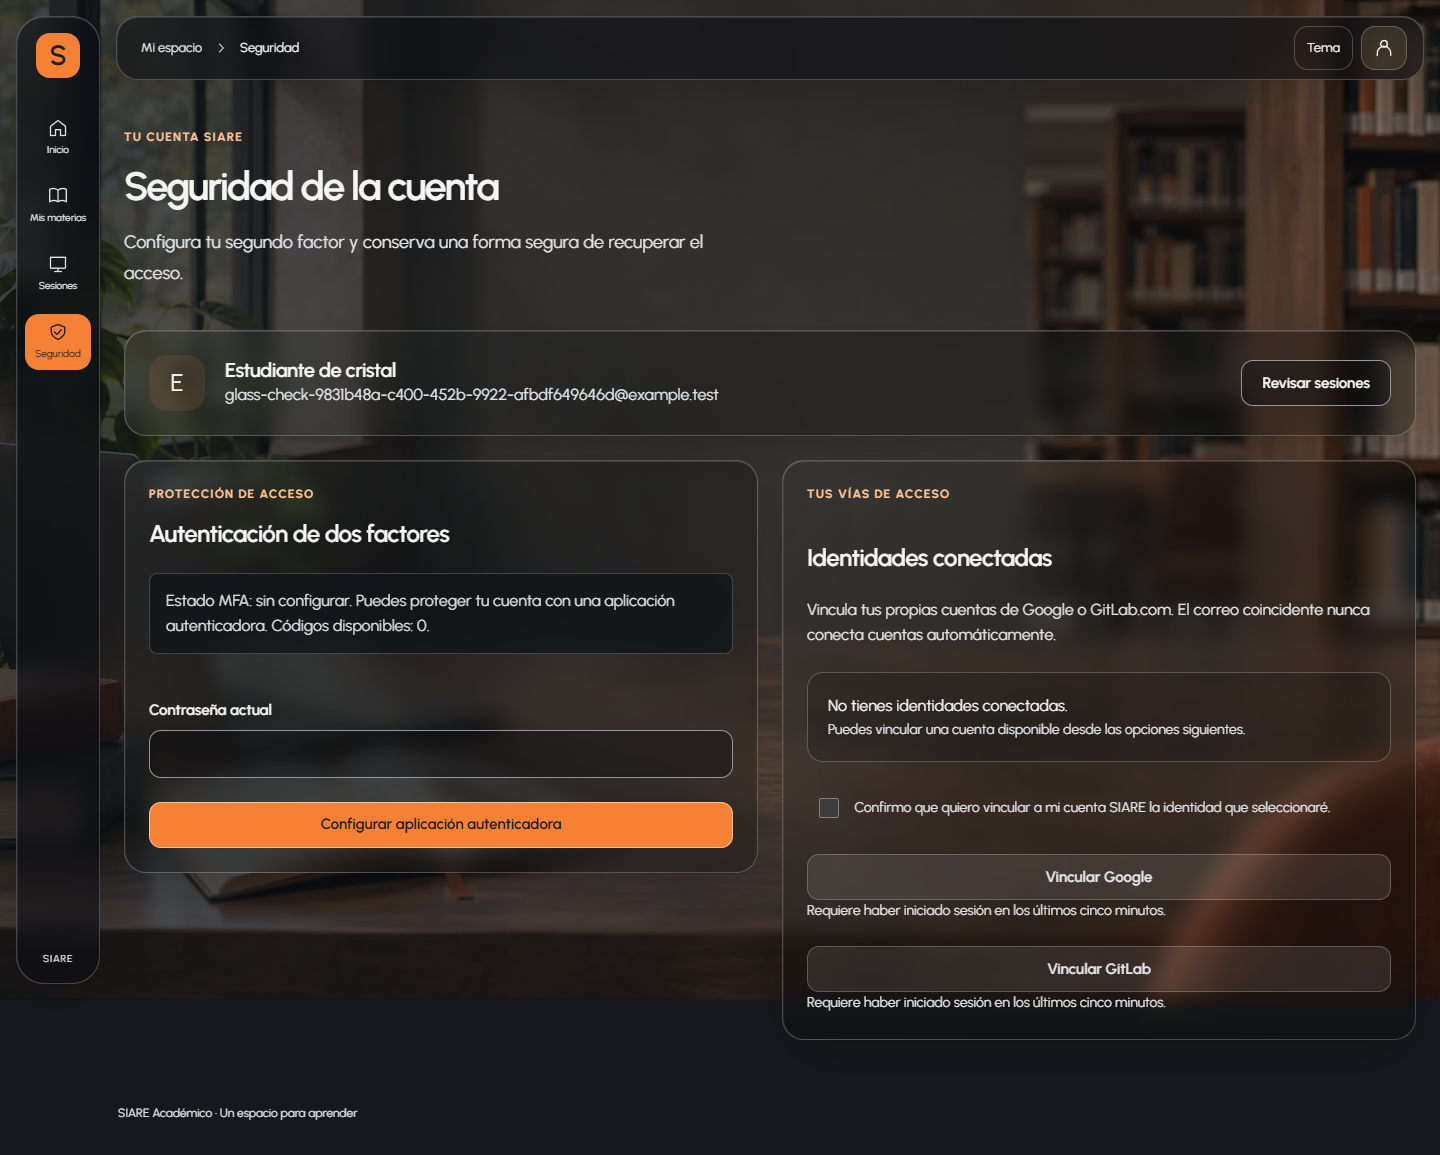 S
Inicio
Mis materias
Sesiones
Seguridad
SIARE
Mi espacio > Seguridad
Tema
TU CUENTA SIARE
Seguridad de la cuenta
Configura tu segundo factor y conserva una forma segura de recuperar el
acceso.
E
Estudiante de cristal
glass-check-9831b48a-c400-452b-9922-afbdf649646d@example.test
Revisar sesiones
PROTECCIÓN DE ACCESO
Autenticación de dos factores
Estado MFA: sin configurar. Puedes proteger tu cuenta con una aplicación
autenticadora. Códigos disponibles: 0.
Contraseña actual
Configurar aplicación autenticadora
TUS VÍAS DE ACCESO
Identidades conectadas
Vincula tus propias cuentas de Google o GitLab.com. El correo coincidente nunca
conecta cuentas automáticamente.
No tienes identidades conectadas.
Puedes vincular una cuenta disponible desde las opciones siguientes.
Confirmo que quiero vincular a mi cuenta SIARE la identidad que seleccionaré.
Vincular Google
Requiere haber iniciado sesión en los últimos cinco minutos.
Vincular GitLab
Requiere haber iniciado sesión en los últimos cinco minutos.
SIARE Académico · Un espacio para aprender